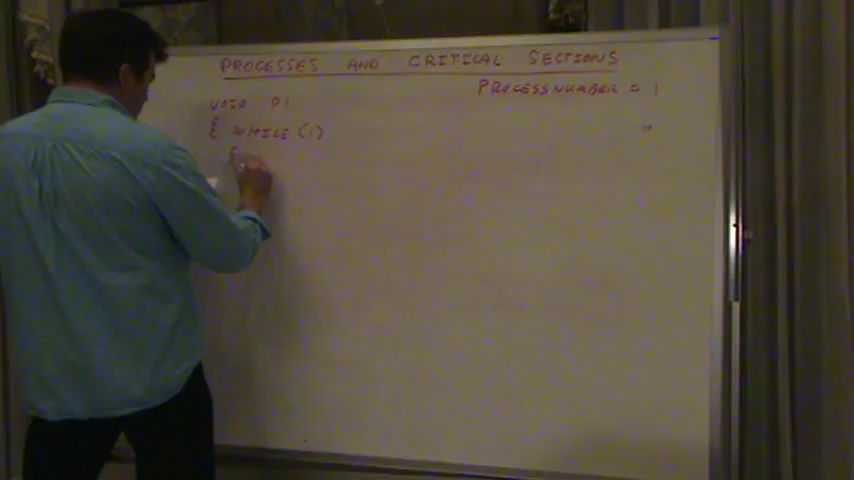 PROCESSES AND CRITICAL SECTIONS
PROCESSNUMBER = 1
VOID P1
{ WHILE (1)
{